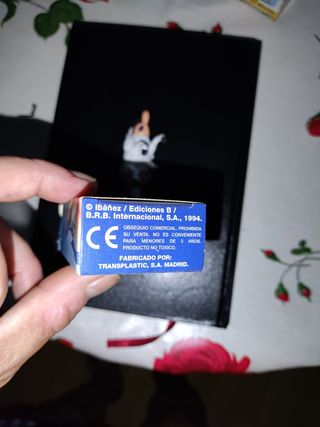 © Ibáñez / Ediciones B /
B.R.B. Internacional, S.A., 1994.
CE
OBSEQUIO COMERCIAL. PROHIBIDA
SU VENTA. NO ES CONVENIENTE
PARA MENORES DE 3 AÑOS.
PRODUCTO NO TOXICO.
FABRICADO POR:
TRANSPLASTIC, S.A. MADRID.